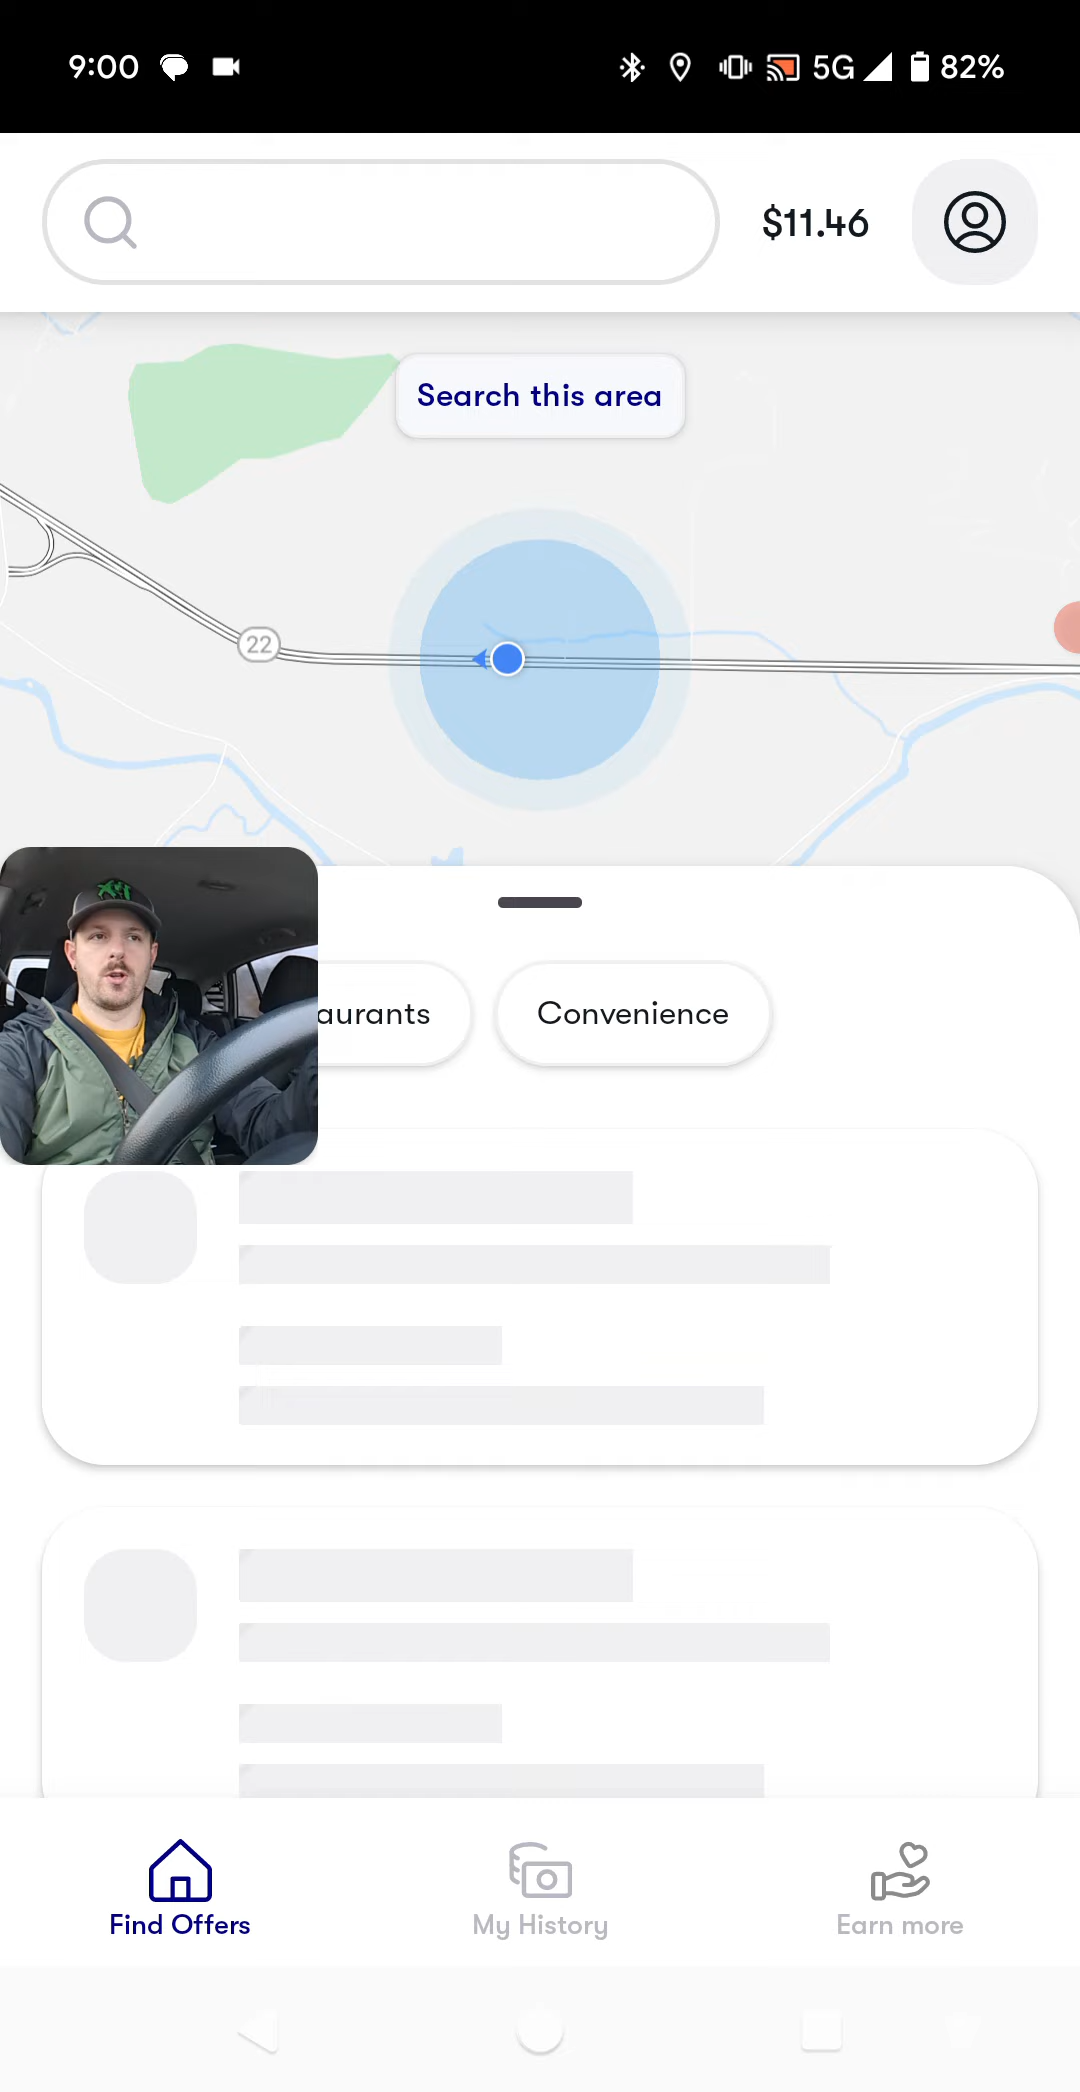 9:00 5G 82%
$11.46
Search this area
22
aurants Convenience
Find Offers My History Earn more